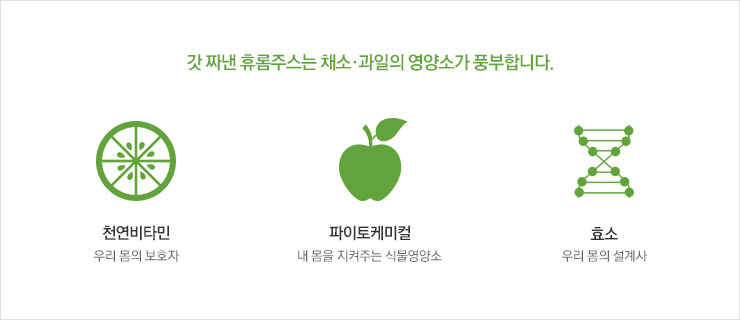 갓 짜낸 휴롬주스는 채소·과일의 영양소가 풍부합니다.
천연비타민
우리 몸의 보호자
파이토케미컬
내 몸을 지켜주는 식물영양소
효소
우리 몸의 설계사